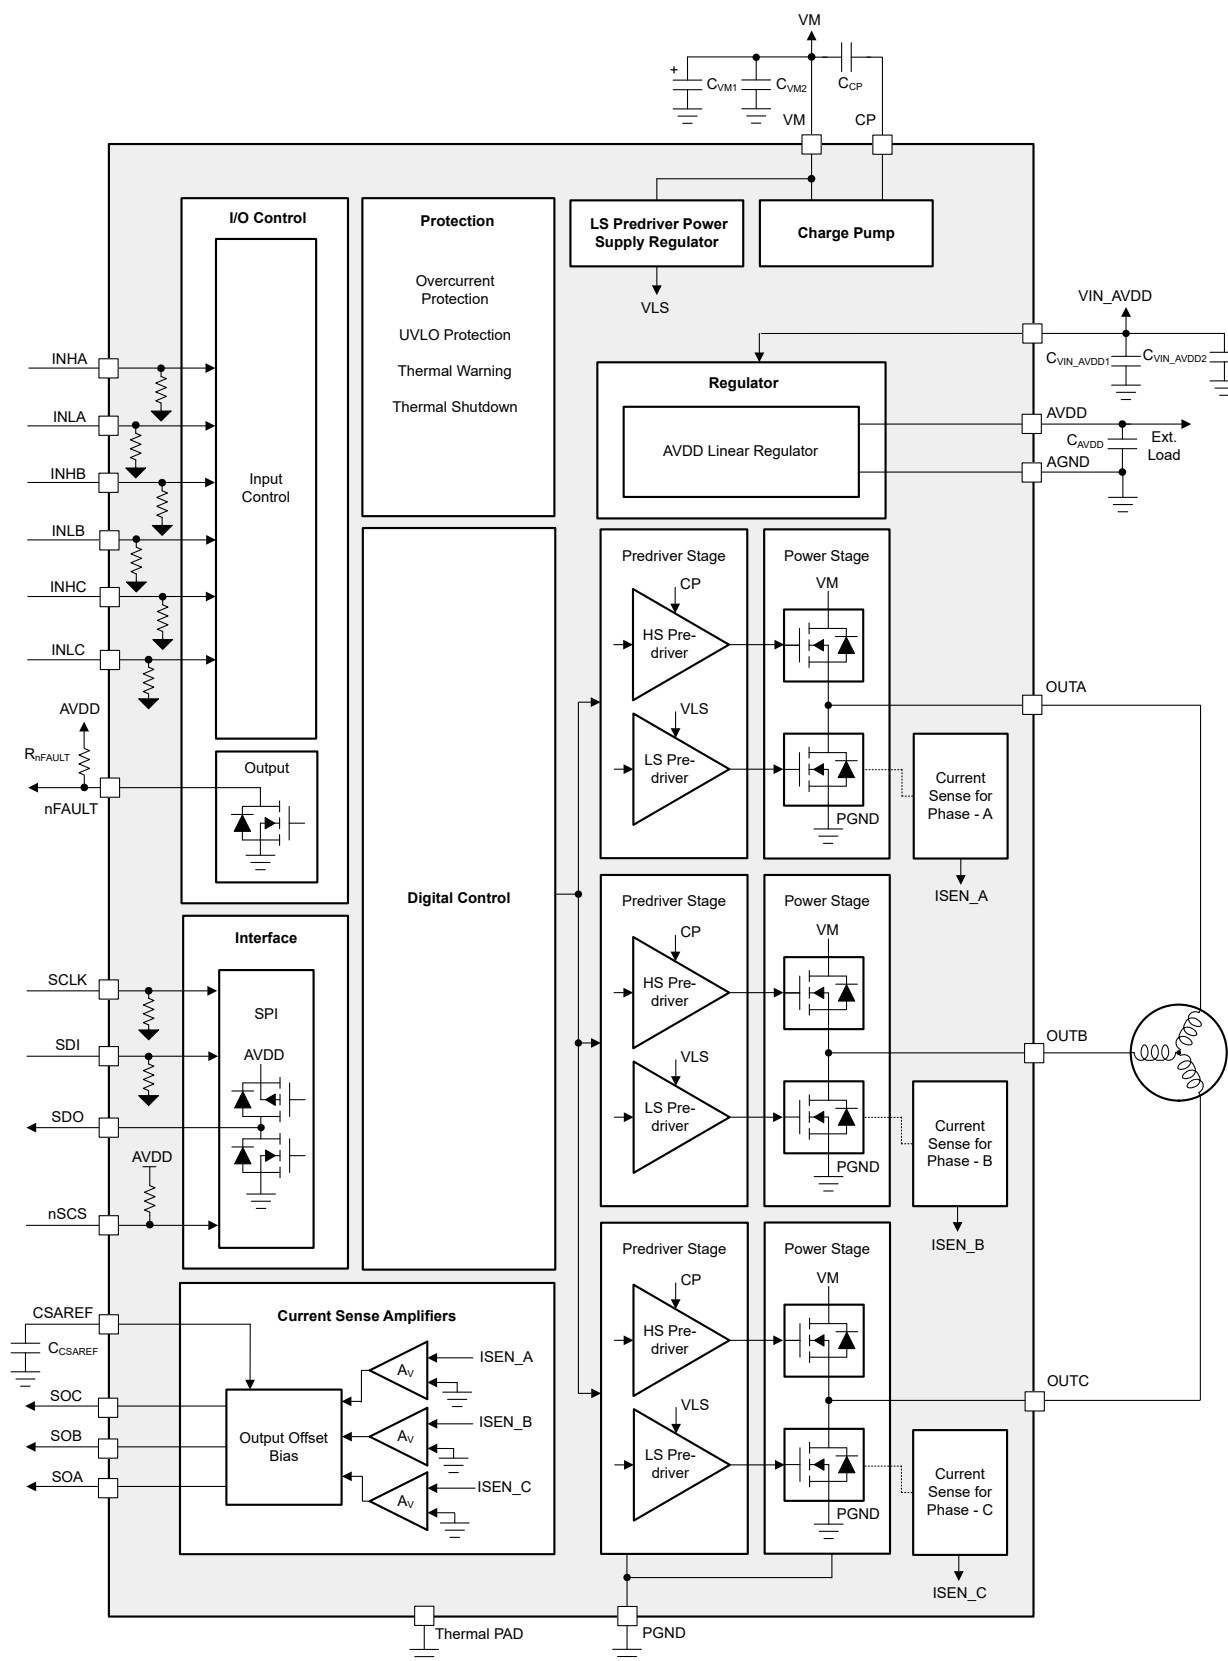 VM
+
CVM1
CVM2
CCP
VM
CP
I/O Control
Input
Control
INHA
INLA
INHB
INLB
INHC
INLC
AVDD
RnFAULT
nFAULT
Output
Protection
Overcurrent
Protection
UVLO Protection
Thermal Warning
Thermal Shutdown
LS Predriver Power
Supply Regulator
VLS
Charge Pump
VIN_AVDD
CVIN_AVDD1
CVIN_AVDD2
Regulator
AVDD Linear Regulator
AVDD
CAVDD
Ext.
Load
AGND
Digital Control
Predriver Stage
CP
HS Pre-
driver
VLS
LS Pre-
driver
Power Stage
VM
PGND
OUTA
Current
Sense for
Phase - A
ISEN_A
Predriver Stage
CP
HS Pre-
driver
VLS
LS Pre-
driver
Power Stage
VM
PGND
OUTB
Current
Sense for
Phase - B
ISEN_B
Predriver Stage
CP
HS Pre-
driver
VLS
LS Pre-
driver
Power Stage
VM
PGND
OUTC
Current
Sense for
Phase - C
ISEN_C
Interface
SPI
AVDD
SCLK
SDI
SDO
AVDD
nSCS
Current Sense Amplifiers
CSAREF
CCSAREF
SOC
SOB
SOA
Output Offset
Bias
AV
ISEN_A
AV
ISEN_B
AV
ISEN_C
Thermal PAD
PGND